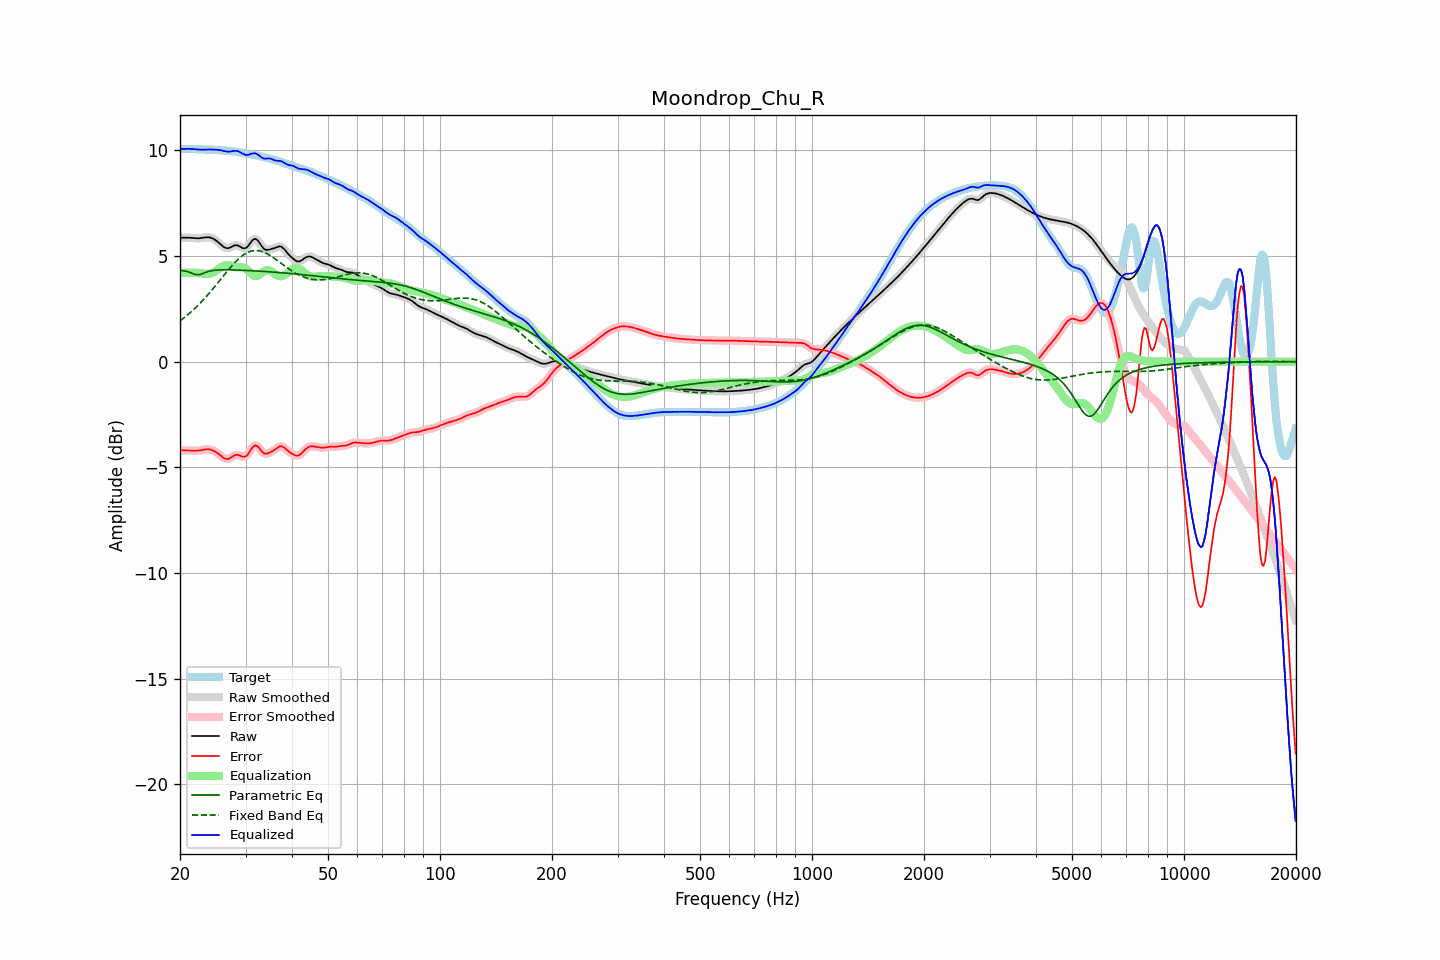 Moondrop_Chu_R
10
5
0
−5
−10
−15
−20
Amplitude (dBr)
Target
Raw Smoothed
Error Smoothed
Raw
Error
Equalization
Parametric Eq
Fixed Band Eq
Equalized
20 50 100 200 500 1000 2000 5000 10000 20000
Frequency (Hz)